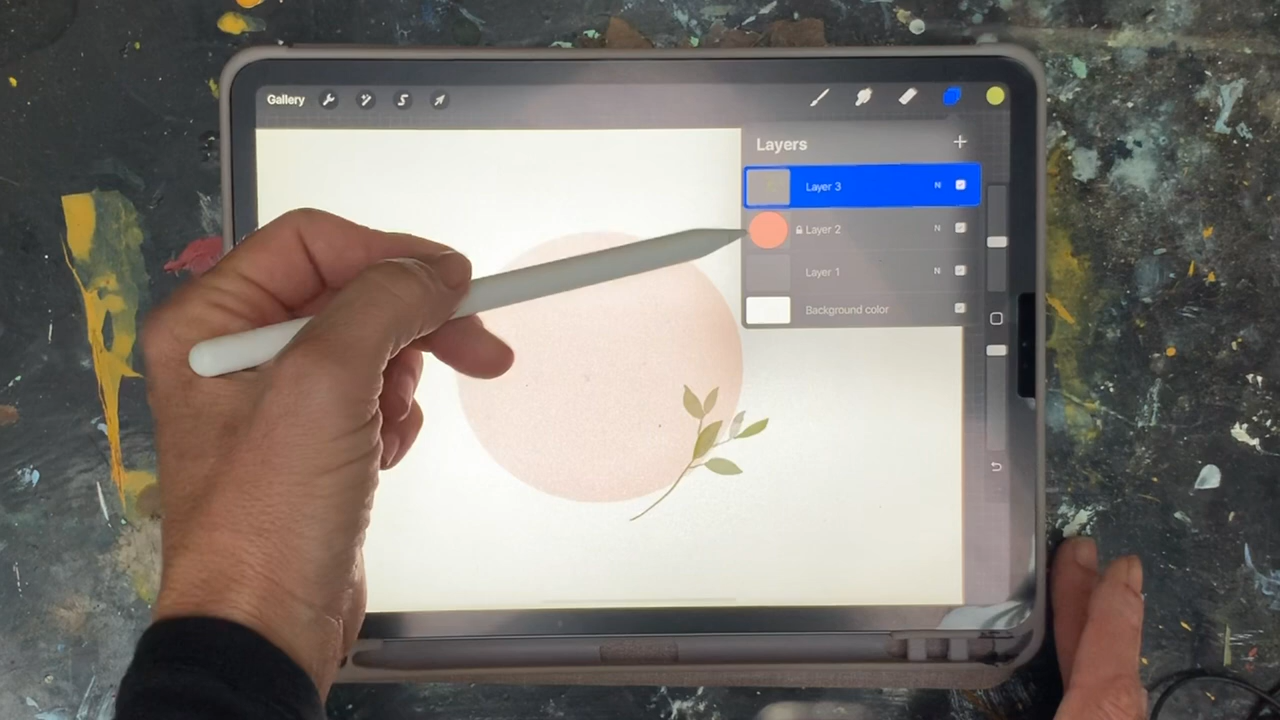 Gallery
Layers
Layer 3 N
Layer 2 N
Layer 1 N
Background color